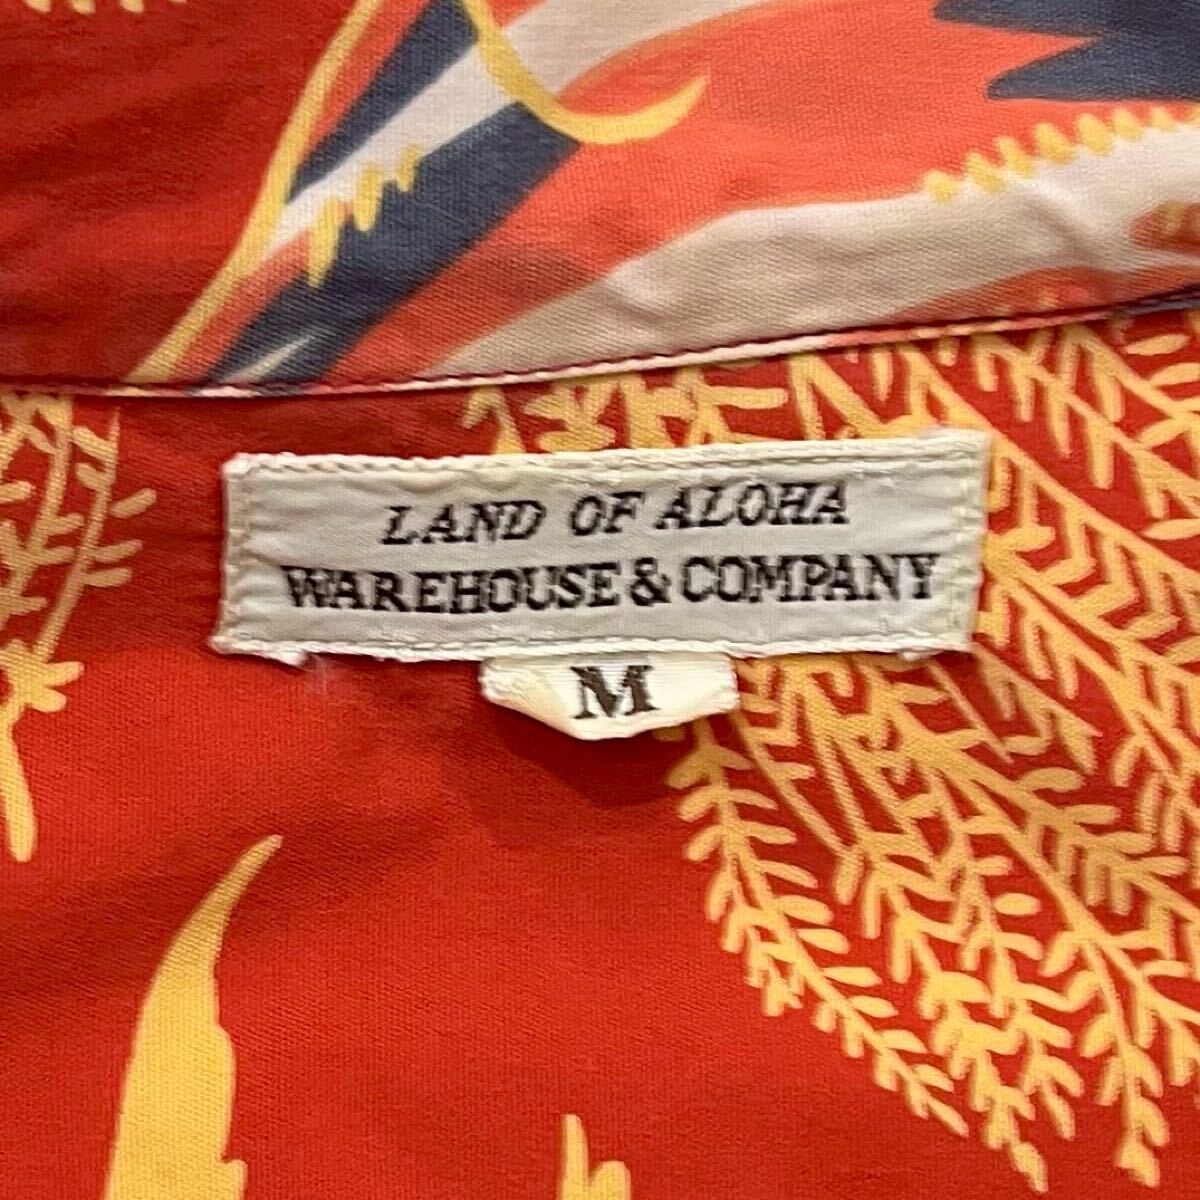 LAND OF ALOHA
WAREHOUSE & COMPANY
M